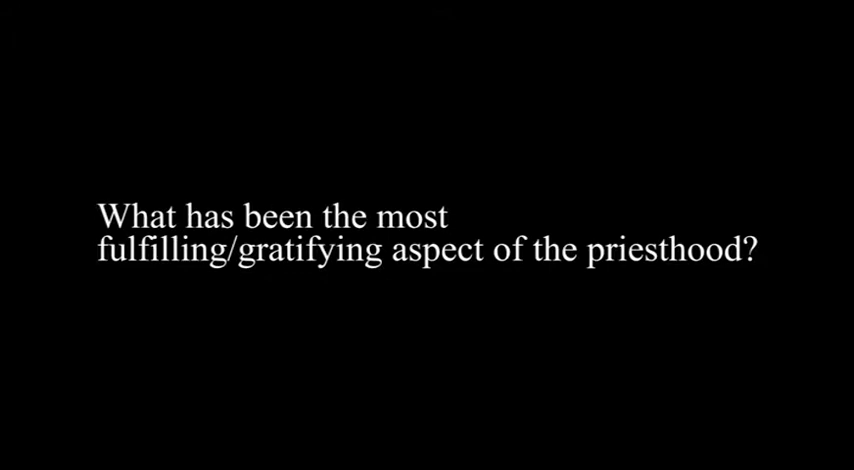 What has been the most
fulfilling/gratifying aspect of the priesthood?